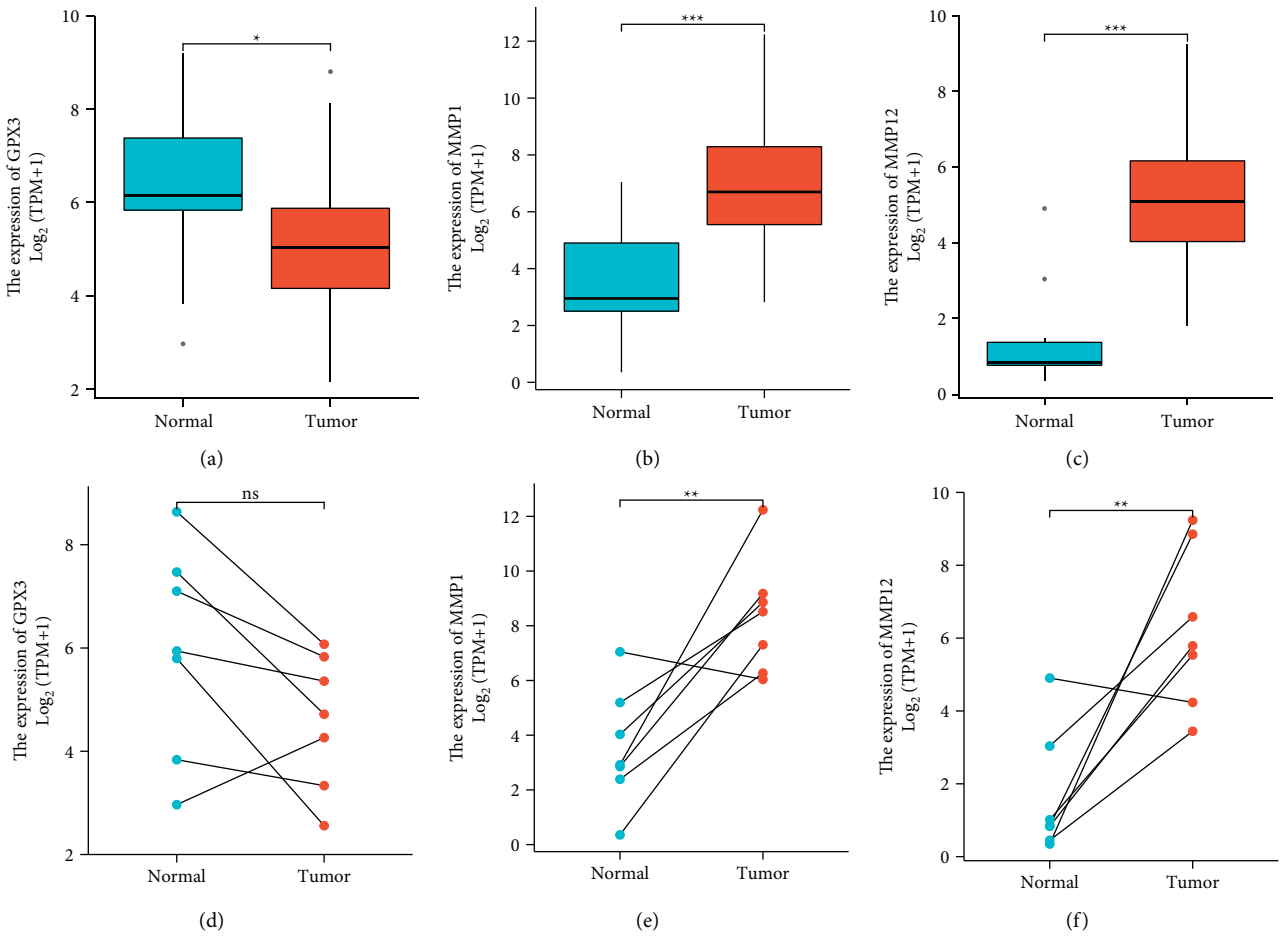 The expression of GPX3
Log₂ (TPM+1)
10
8
6
4
2
*
Normal
Tumor
(a)
The expression of MMP1
Log₂ (TPM+1)
12
10
8
6
4
2
0
***
Normal
Tumor
(b)
The expression of MMP12
Log₂ (TPM+1)
10
8
6
4
2
0
***
Normal
Tumor
(c)
The expression of GPX3
Log₂ (TPM+1)
8
6
4
2
ns
Normal
Tumor
(d)
The expression of MMP1
Log₂ (TPM+1)
12
10
8
6
4
2
0
**
Normal
Tumor
(e)
The expression of MMP12
Log₂ (TPM+1)
10
8
6
4
2
0
**
Normal
Tumor
(f)